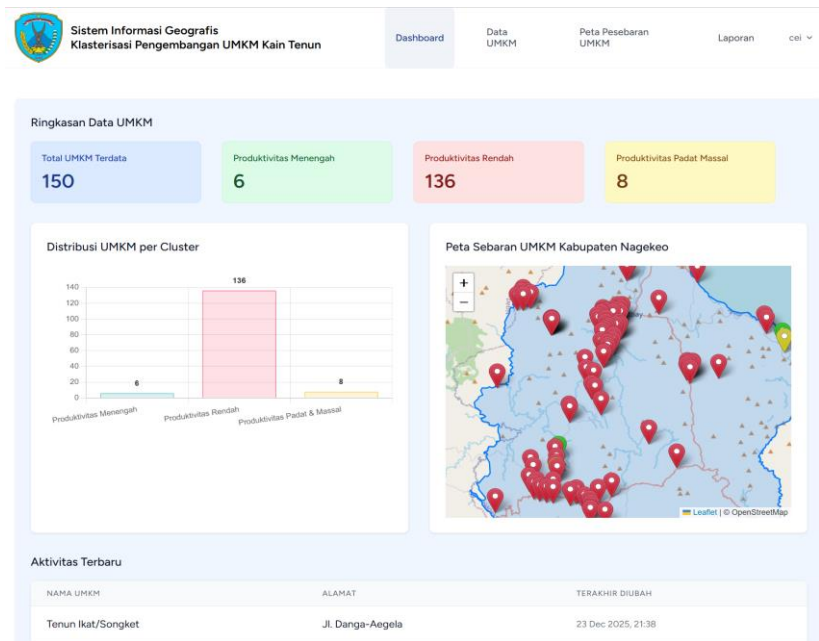 Sistem Informasi Geografis
Klasterisasi Pengembangan UMKM Kain Tenun
Dashboard
Data
UMKM
Peta Pesebaran
UMKM
Laporan
cei
Ringkasan Data UMKM
Total UMKM Terdata
150
Produktivitas Menengah
6
Produktivitas Rendah
136
Produktivitas Padat Massal
8
Distribusi UMKM per Cluster
140
120
100
80
60
40
20
0
6
136
8
Produktivitas Menengah
Produktivitas Rendah
Produktivitas Padat & Massal
Peta Sebaran UMKM Kabupaten Nagekeo
+
−
Leaflet | © OpenStreetMap
Aktivitas Terbaru
NAMA UMKM ALAMAT TERAKHIR DIUBAH
Tenun Ikat/Songket Jl. Danga-Aegela 23 Dec 2025, 21:38